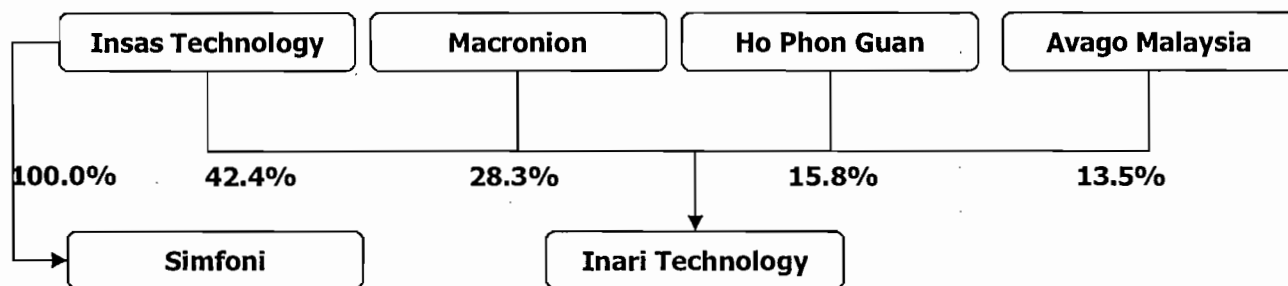 Insas Technology Macronion Ho Phon Guan Avago Malaysia
100.0% 42.4% 28.3% 15.8% 13.5%
Simfoni Inari Technology